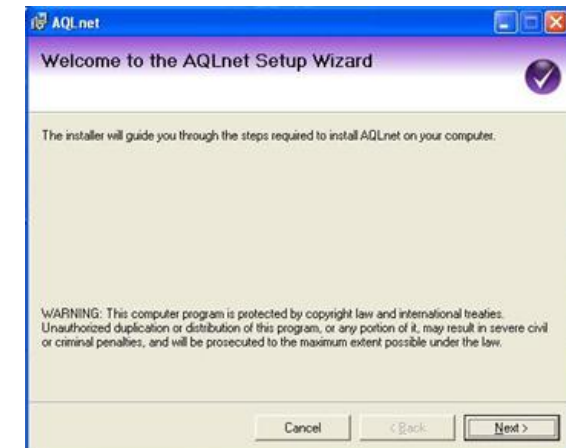 AQLnet
Welcome to the AQLnet Setup Wizard
The installer will guide you through the steps required to install AQLnet on your computer.
WARNING: This computer program is protected by copyright law and international treaties.
Unauthorized duplication or distribution of this program, or any portion of it, may result in severe civil
or criminal penalties, and will be prosecuted to the maximum extent possible under the law.
Cancel < Back Next >